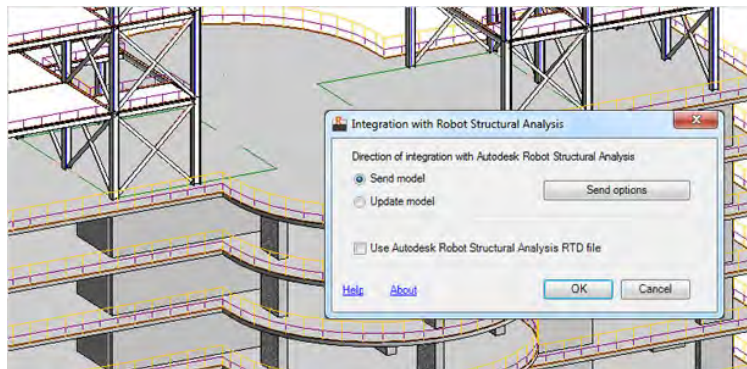 Integration with Robot Structural Analysis
Direction of integration with Autodesk Robot Structural Analysis
Send model
Send options
Update model
Use Autodesk Robot Structural Analysis RTD file
Help About OK Cancel